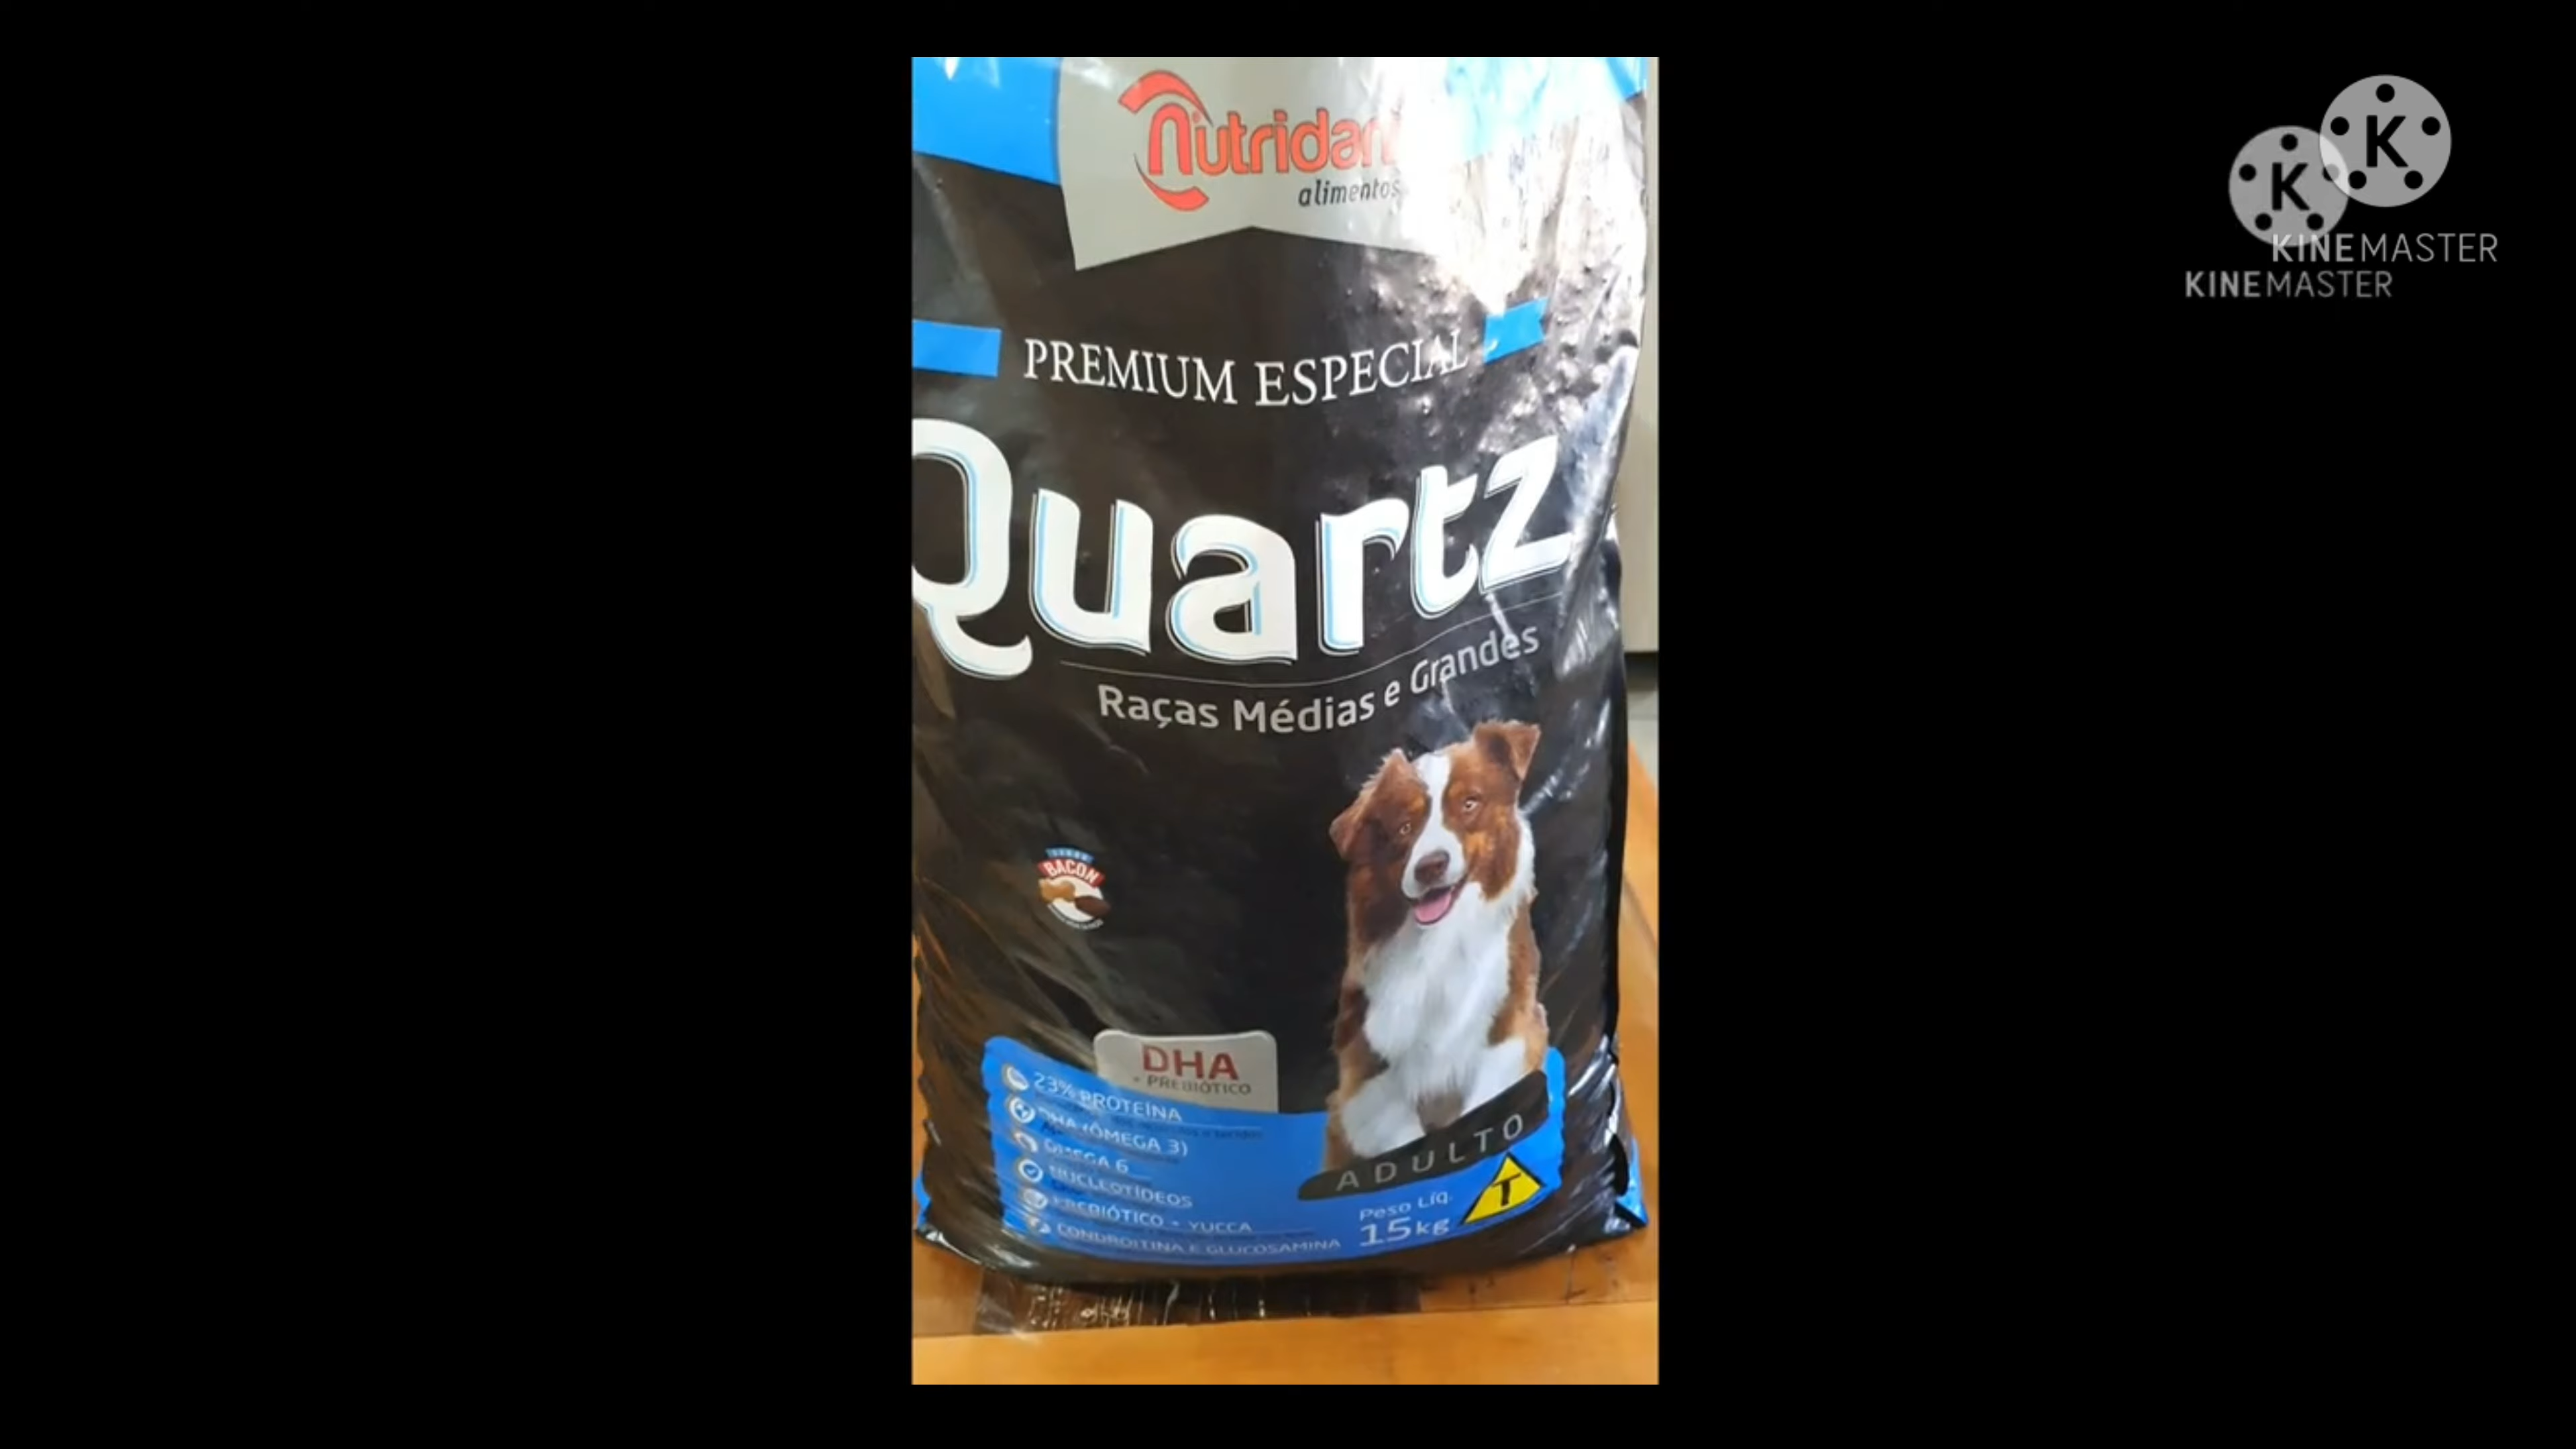 nutridani
alimentos
PREMIUM ESPECIAL
Quartz
Raças Médias e Grandes
BACON
DHA
+ PREBIÓTICO
23% PROTEÍNA
DHA (ÔMEGA 3)
ÔMEGA 6
NUCLEOTÍDEOS
PREBIÓTICO + YUCCA
CONDROITINA E GLUCOSAMINA
ADULTO
Peso Líq.
15kg
T
K
KINEMASTER
K
KINEMASTER